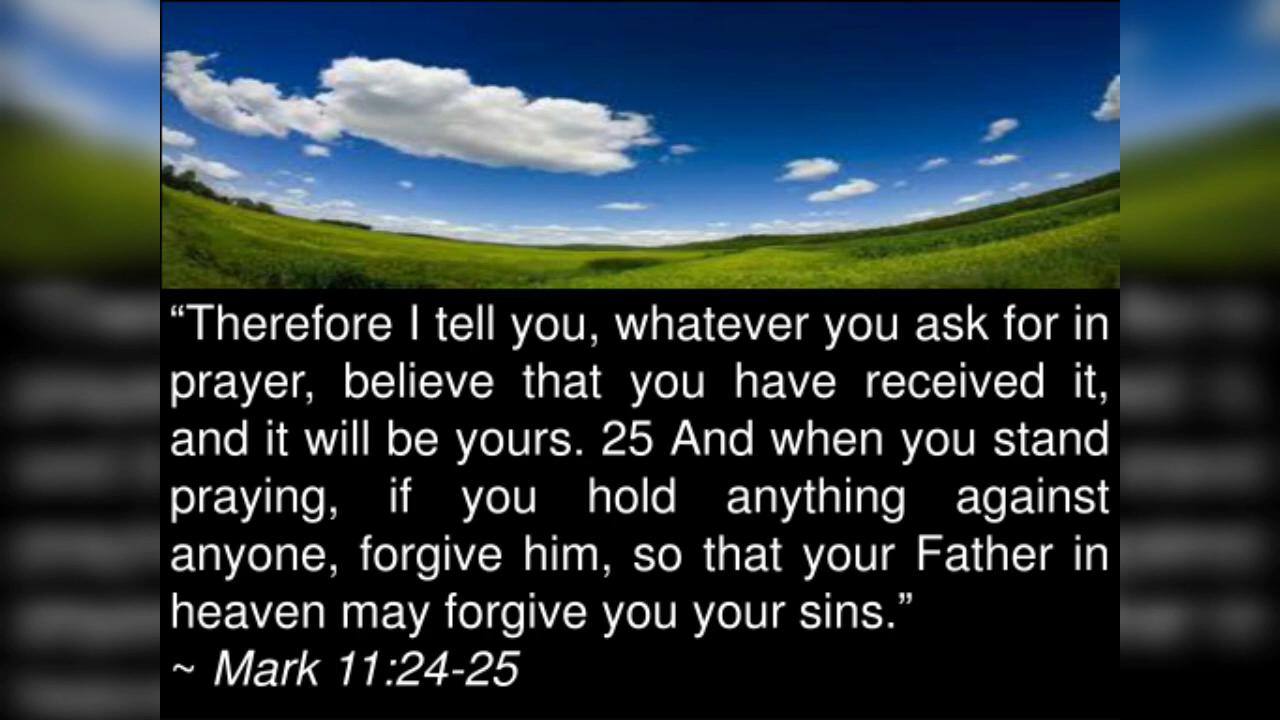 “Therefore I tell you, whatever you ask for in
prayer, believe that you have received it,
and it will be yours. 25 And when you stand
praying, if you hold anything against
anyone, forgive him, so that your Father in
heaven may forgive you your sins.”
~ Mark 11:24-25